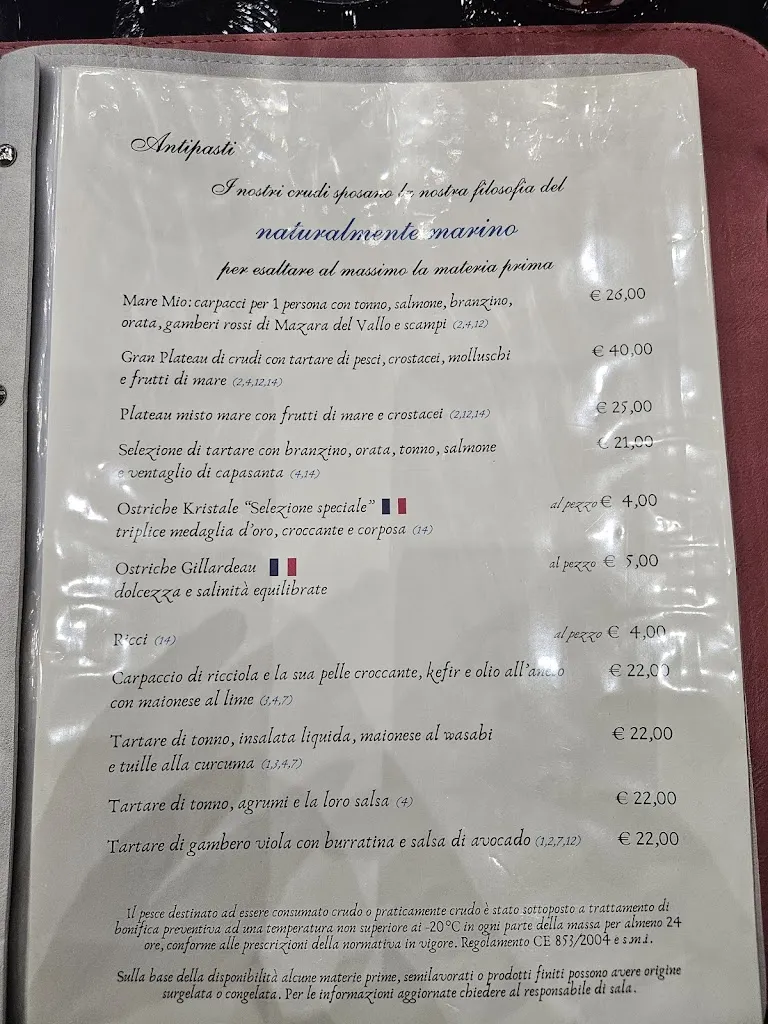 Antipasti
I nostri crudi sposano la nostra filosofia del
naturalmente marino
per esaltare al massimo la materia prima
Mare Mio: carpacci per 1 persona con tonno, salmone, branzino, € 26,00
orata, gamberi rossi di Mazara del Vallo e scampi (2,4,12)
Gran Plateau di crudi con tartare di pesci, crostacei, molluschi € 40,00
e frutti di mare (2,4,12,14)
Plateau misto mare con frutti di mare e crostacei (2,12,14) € 25,00
Selezione di tartare con branzino, orata, tonno, salmone € 21,00
e ventaglio di capasanta (4,14)
Ostriche Kristale "Selezione speciale" al pezzo € 4,00
triplice medaglia d'oro, croccante e corposa (14)
Ostriche Gillardeau al pezzo € 5,00
dolcezza e salinità equilibrate
Ricci (14) al pezzo € 4,00
Carpaccio di ricciola e la sua pelle croccante, kefir e olio all'aneto € 22,00
con maionese al lime (3,4,7)
Tartare di tonno, insalata liquida, maionese al wasabi € 22,00
e tuille alla curcuma (1,3,4,7)
Tartare di tonno, agrumi e la loro salsa (4) € 22,00
Tartare di gambero viola con burratina e salsa di avocado (1,2,7,12) € 22,00
Il pesce destinato ad essere consumato crudo o praticamente crudo è stato sottoposto a trattamento di
bonifica preventiva ad una temperatura non superiore ai -20°C in ogni parte della massa per almeno 24
ore, conforme alle prescrizioni della normativa in vigore. Regolamento CE 853/2004 e s.m.i.
Sulla base della disponibilità alcune materie prime, semilavorati o prodotti finiti possono avere origine
surgelata o congelata. Per le informazioni aggiornate chiedere al responsabile di sala.